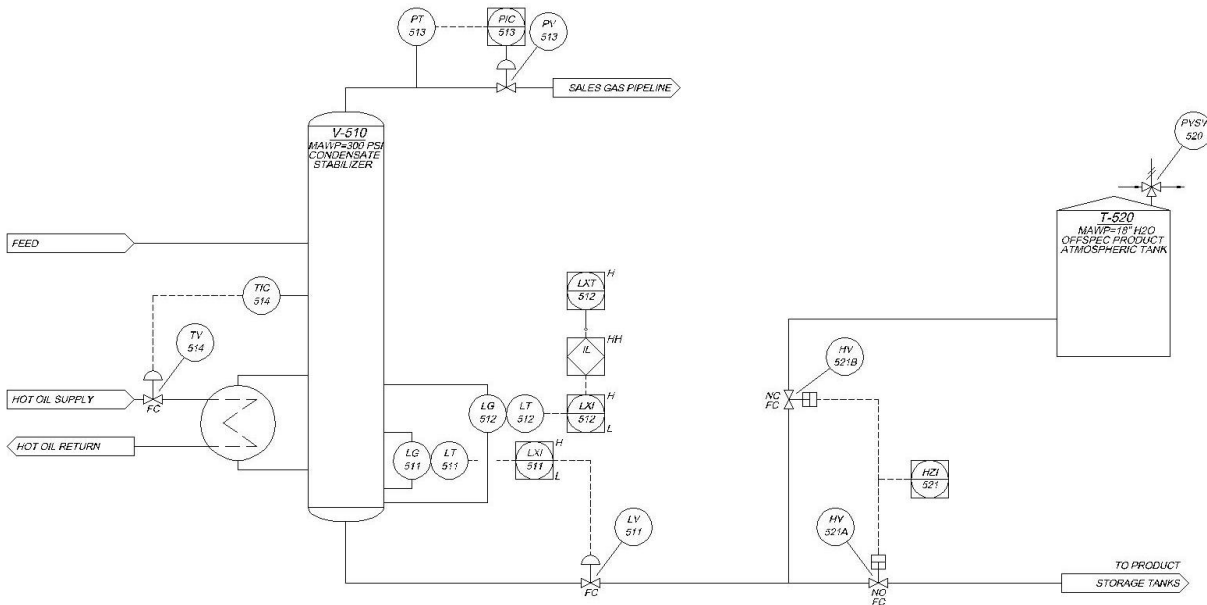 PT
513
PIC
513
PV
513
SALES GAS PIPELINE
V-510
MAWP=300 PSI
CONDENSATE
STABILIZER
PVSV
520
T-520
MAWP=18" H2O
OFFSPEC PRODUCT
ATMOSPHERIC TANK
FEED
TIC
514
H
LXT
512
TV
514
HH
IL
HV
521B
HOT OIL SUPPLY
FC
NC
FC
LG
512
LT
512
H
LXI
512
L
HOT OIL RETURN
LG
511
LT
511
H
LXI
511
L
HZI
521
LV
511
HV
521A
FC
NO
FC
TO PRODUCT
STORAGE TANKS